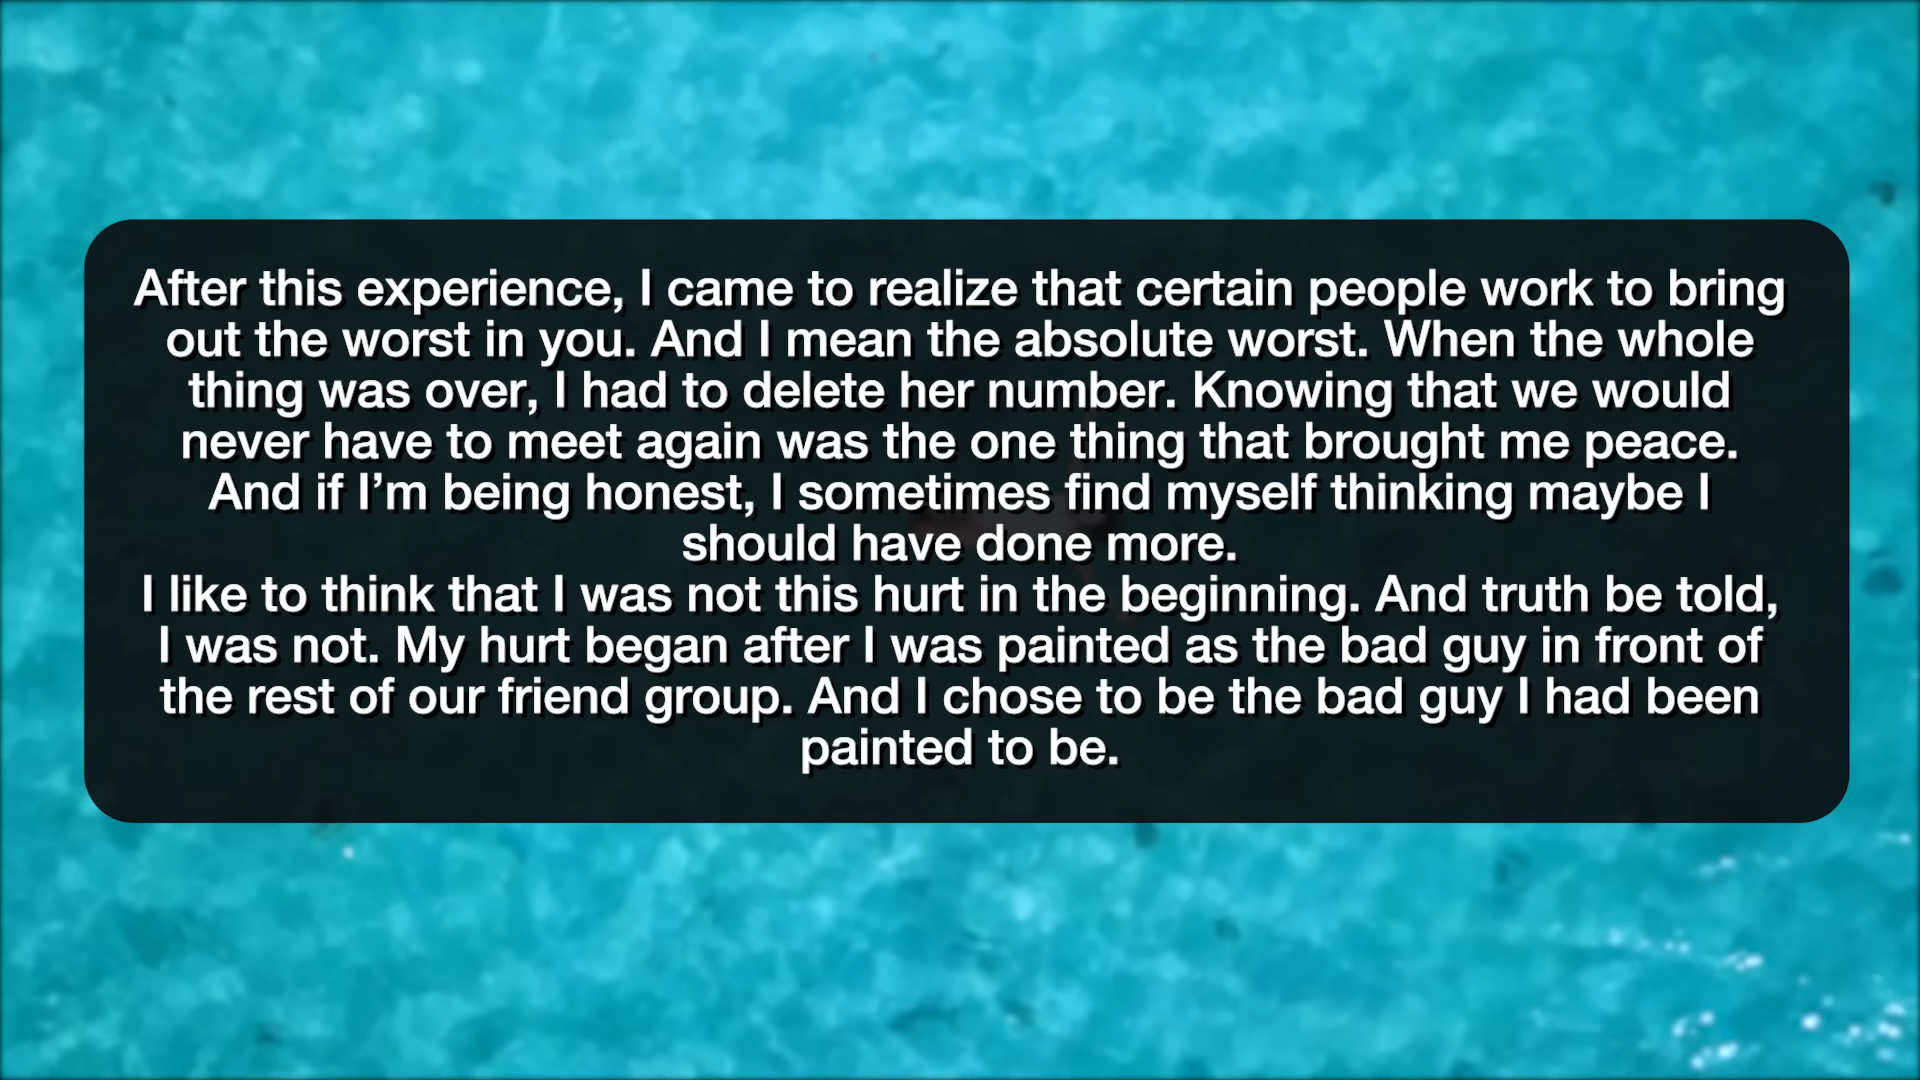 After this experience, I came to realize that certain people work to bring
out the worst in you. And I mean the absolute worst. When the whole
thing was over, I had to delete her number. Knowing that we would
never have to meet again was the one thing that brought me peace.
And if I’m being honest, I sometimes find myself thinking maybe I
should have done more.
I like to think that I was not this hurt in the beginning. And truth be told,
I was not. My hurt began after I was painted as the bad guy in front of
the rest of our friend group. And I chose to be the bad guy I had been
painted to be.